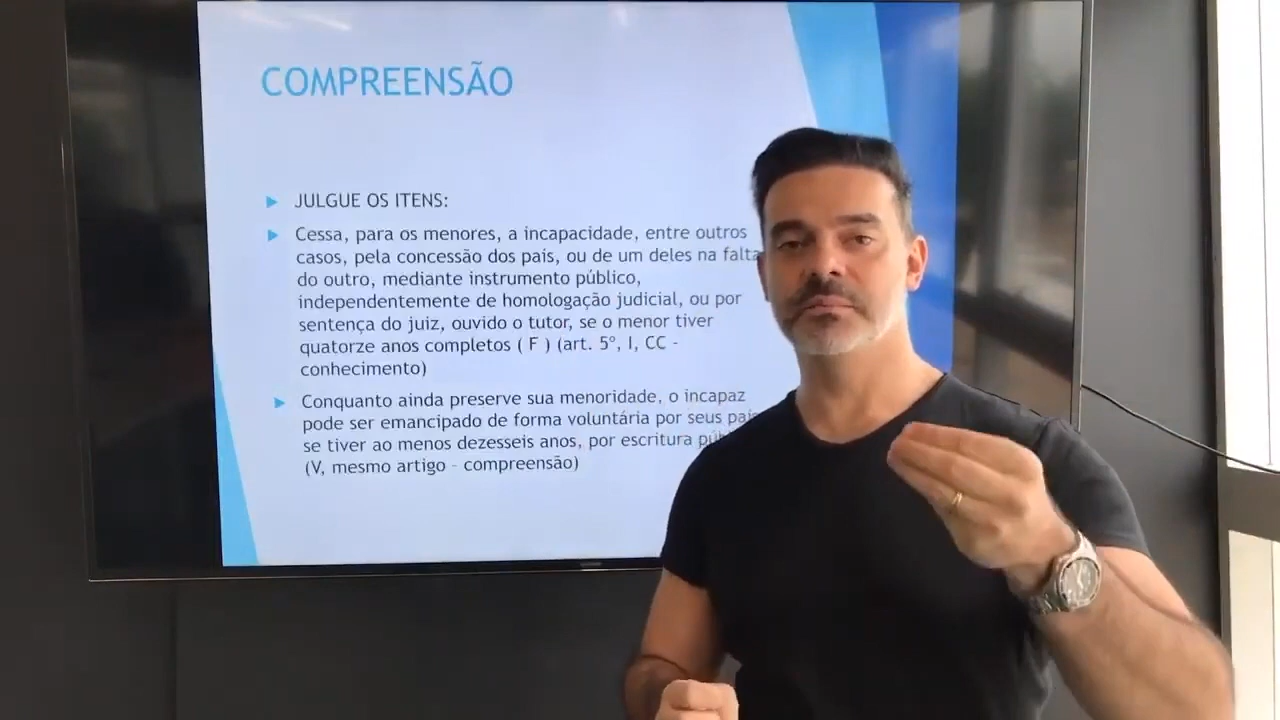 COMPREENSÃO
JULGUE OS ITENS:
Cessa, para os menores, a incapacidade, entre outros
casos, pela concessão dos pais, ou de um deles na falta
do outro, mediante instrumento público,
independentemente de homologação judicial, ou por
sentença do juiz, ouvido o tutor, se o menor tiver
quatorze anos completos ( F ) (art. 5º, I, CC -
conhecimento)
Conquanto ainda preserve sua menoridade, o incapaz
pode ser emancipado de forma voluntária por seus pais
se tiver ao menos dezesseis anos, por escritura
(V, mesmo artigo – compreensão)